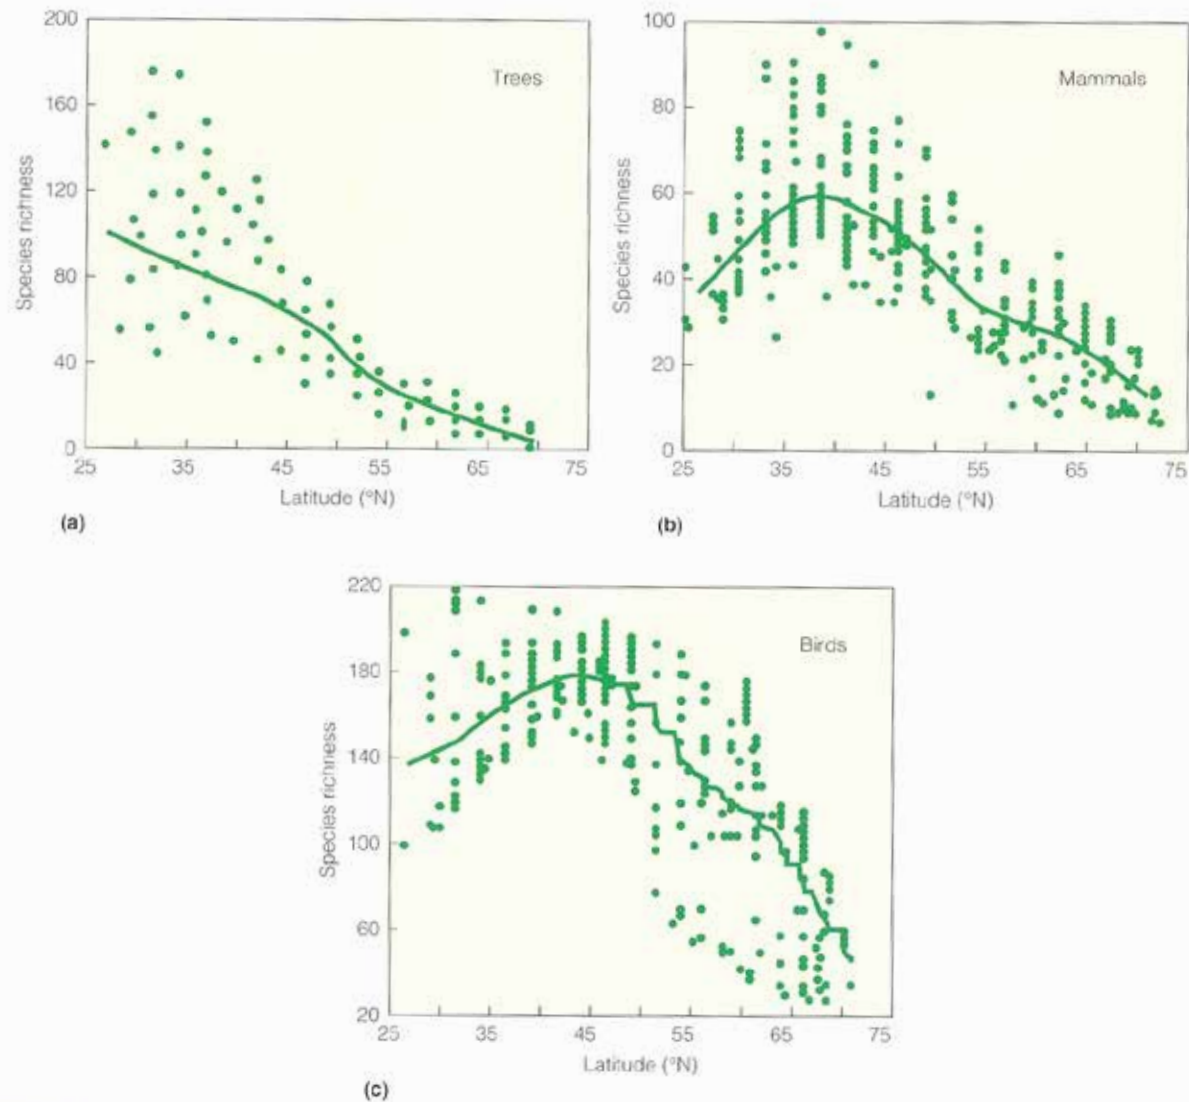 200
160
120
80
40
0
Species richness
Trees
25 35 45 55 65 75
Latitude (°N)
(a)
100
80
60
40
20
0
Species richness
Mammals
25 35 45 55 65 75
Latitude (°N)
(b)
220
180
140
100
60
20
Species richness
Birds
25 35 45 55 65 75
Latitude (°N)
(c)